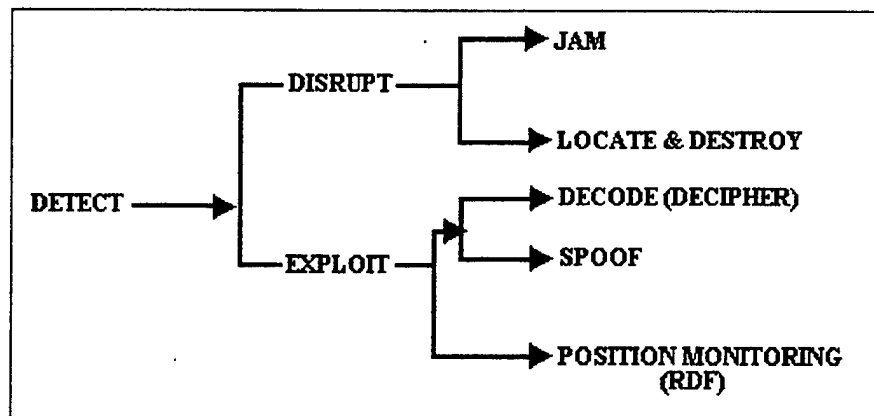 JAM
DISRUPT
LOCATE & DESTROY
DETECT
DECODE (DECIPHER)
EXPLOIT
SPOOF
POSITION MONITORING
(RDF)